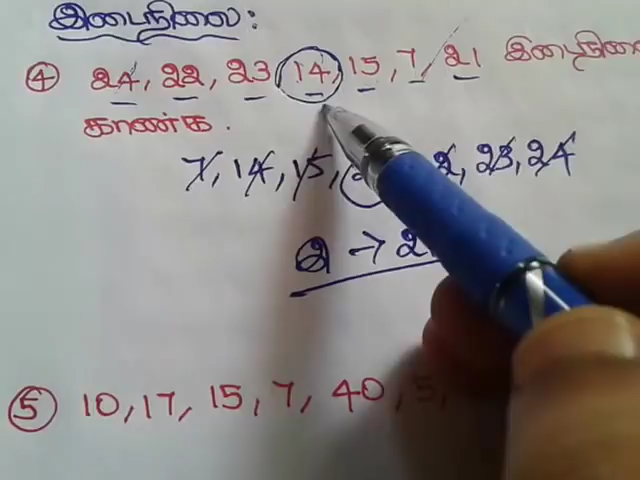 இடைநிலை:
④ 24, 22, 23, 14, 15, 7, 21
காண்க.
7, 14, 15, 23, 24
இ → 
⑤ 10, 17, 15, 7, 40, 5,